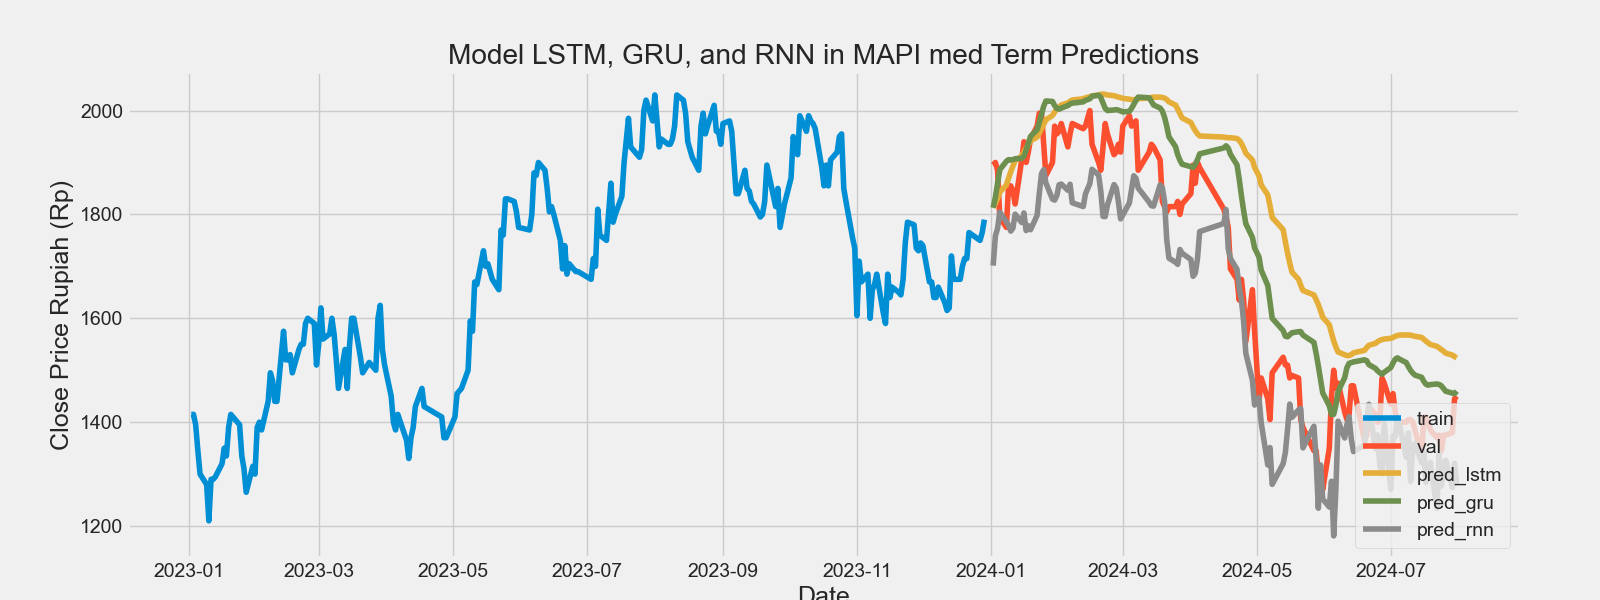 Model LSTM, GRU, and RNN in MAPI med Term Predictions
Close Price Rupiah (Rp)
2000
1800
1600
1400
1200
train
val
pred_lstm
pred_gru
pred_rnn
2023-01 2023-03 2023-05 2023-07 2023-09 2023-11 2024-01 2024-03 2024-05 2024-07
Date